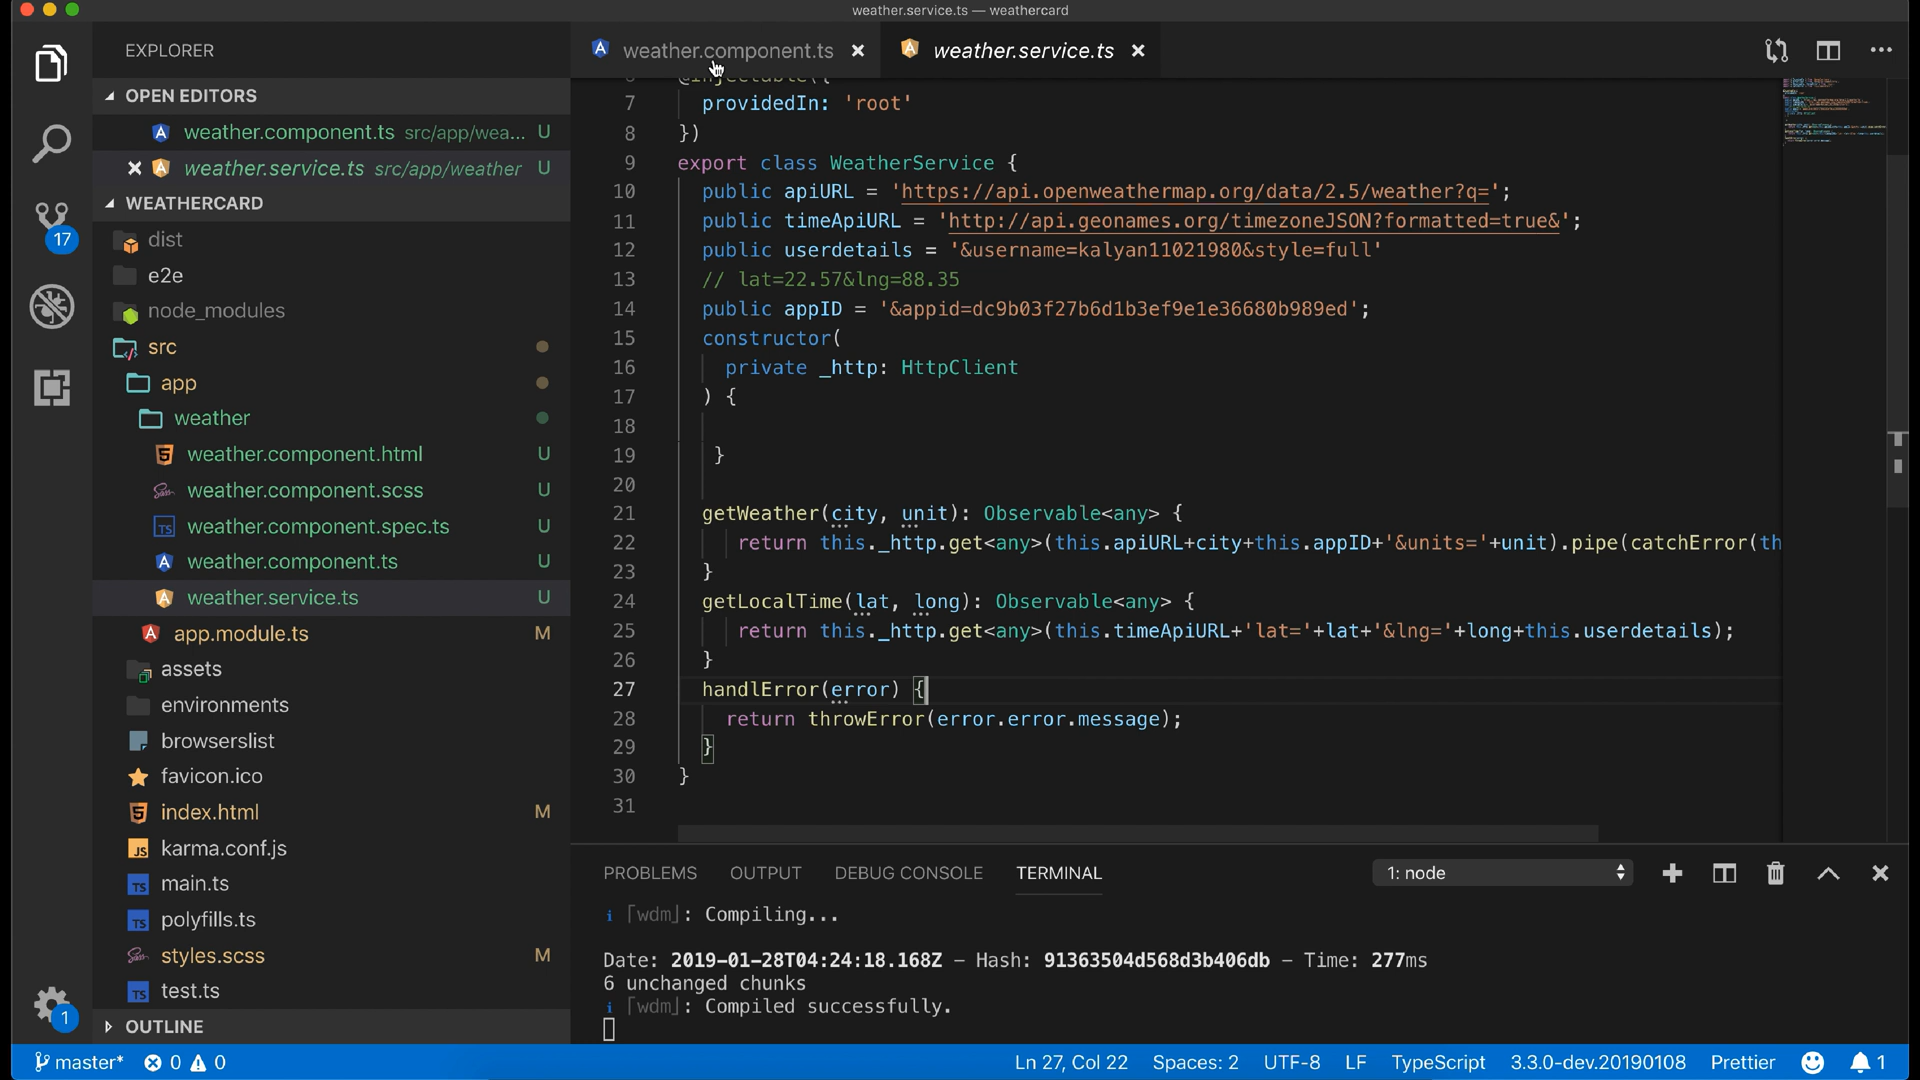 weather.service.ts — weathercard
EXPLORER
OPEN EDITORS
weather.component.ts src/app/wea... U
weather.service.ts src/app/weather U
WEATHERCARD
dist
e2e
node_modules
src
app
weather
weather.component.html U
weather.component.scss U
weather.component.spec.ts U
weather.component.ts U
weather.service.ts U
app.module.ts M
assets
environments
browserslist
favicon.ico
index.html M
karma.conf.js
main.ts
polyfills.ts
styles.scss M
test.ts
OUTLINE
17
1
weather.component.ts
weather.service.ts
@Injectable({
7 providedIn: 'root'
8 })
9 export class WeatherService {
10 public apiURL = 'https://api.openweathermap.org/data/2.5/weather?q=';
11 public timeApiURL = 'http://api.geonames.org/timezoneJSON?formatted=true&';
12 public userdetails = '&username=kalyan11021980&style=full'
13 // lat=22.57&lng=88.35
14 public appID = '&appid=dc9b03f27b6d1b3ef9e1e36680b989ed';
15 constructor(
16 private _http: HttpClient
17 ) {
18
19 }
20
21 getWeather(city, unit): Observable<any> {
22 return this._http.get<any>(this.apiURL+city+this.appID+'&units='+unit).pipe(catchError(th
23 }
24 getLocalTime(lat, long): Observable<any> {
25 return this._http.get<any>(this.timeApiURL+'lat='+lat+'&lng='+long+this.userdetails);
26 }
27 handlError(error) {
28 return throwError(error.error.message);
29 }
30 }
31
PROBLEMS OUTPUT DEBUG CONSOLE TERMINAL 1: node
i ｢wdm｣: Compiling...
Date: 2019-01-28T04:24:18.168Z - Hash: 91363504d568d3b406db - Time: 277ms
6 unchanged chunks
i ｢wdm｣: Compiled successfully.
master* 0 0 Ln 27, Col 22 Spaces: 2 UTF-8 LF TypeScript 3.3.0-dev.20190108 Prettier 1